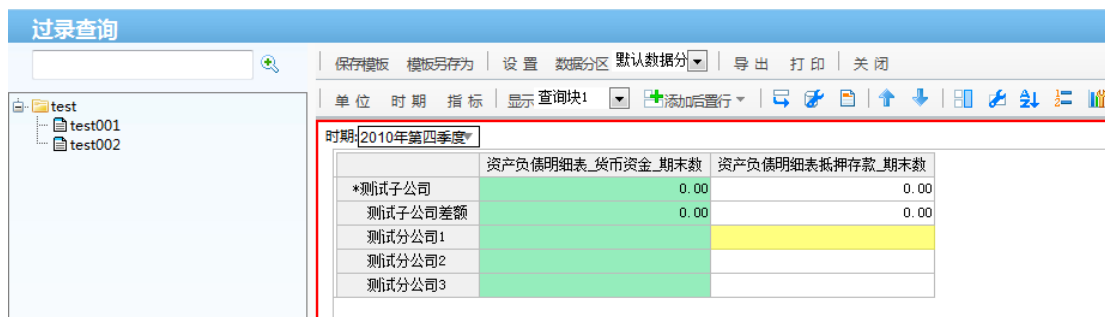 过录查询
保存模板 模板另存为 设 置 数据分区 默认数据分 导 出 打 印 关 闭
单 位 时 期 指 标 显示 查询块1 添加后置行
test
test001
test002
时期:2010年第四季度
资产负债明细表_货币资金_期末数 资产负债明细表抵押存款_期末数
*测试子公司 0.00 0.00
测试子公司差额 0.00 0.00
测试分公司1
测试分公司2
测试分公司3